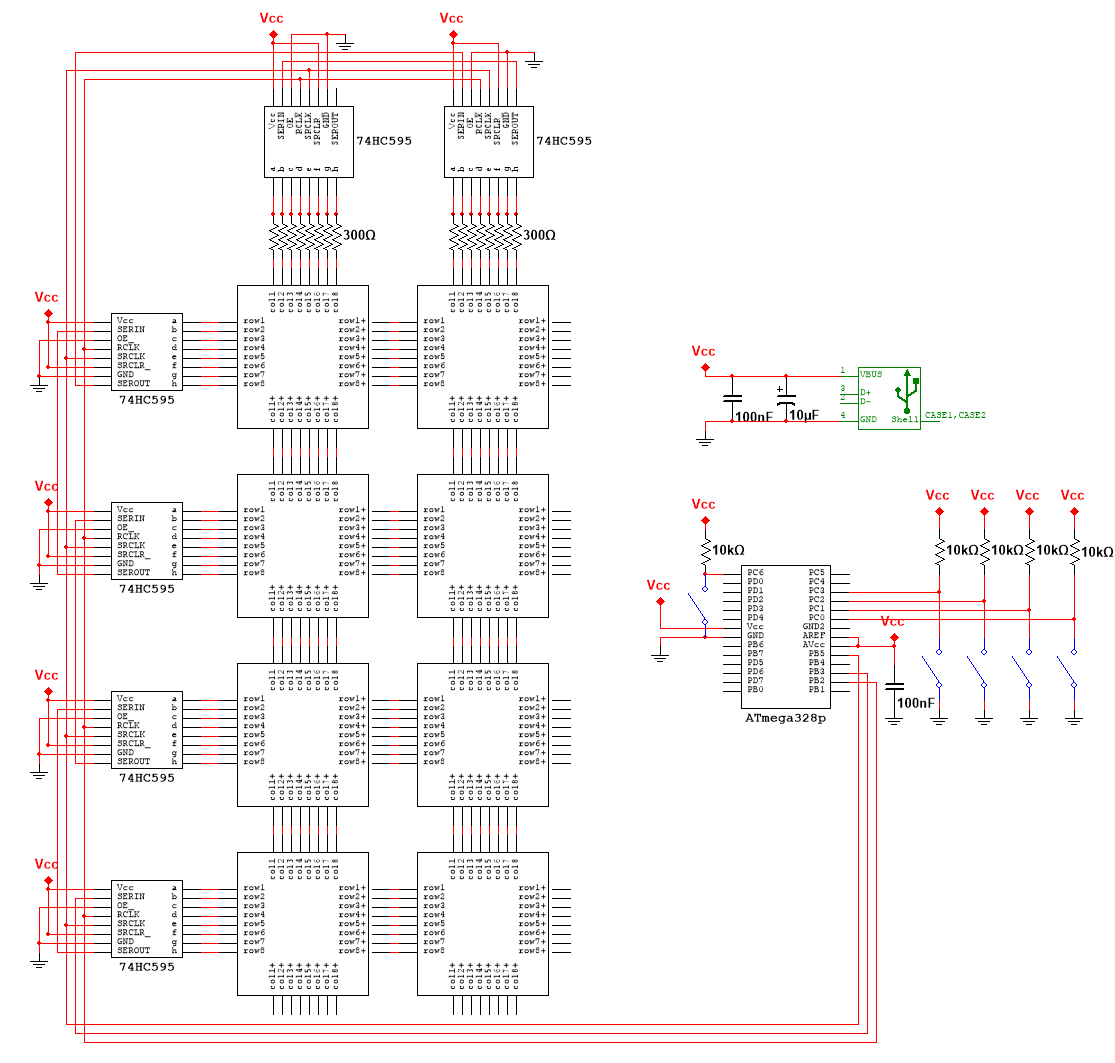 Vcc Vcc
Vcc SERIN OE RCLK SRCLK SRCLR GND SEROUT
a b c d e f g h
74HC595
Vcc SERIN OE RCLK SRCLK SRCLR GND SEROUT
a b c d e f g h
74HC595
300Ω 300Ω
Vcc
Vcc a
SERIN b
OE_ c
RCLK d
SRCLK e
SRCLR_ f
GND g
SEROUT h
74HC595
col1 col2 col3 col4 col5 col6 col7 col8
row1 row1+
row2 row2+
row3 row3+
row4 row4+
row5 row5+
row6 row6+
row7 row7+
row8 row8+
col1+ col2+ col3+ col4+ col5+ col6+ col7+ col8+
col1 col2 col3 col4 col5 col6 col7 col8
row1 row1+
row2 row2+
row3 row3+
row4 row4+
row5 row5+
row6 row6+
row7 row7+
row8 row8+
col1+ col2+ col3+ col4+ col5+ col6+ col7+ col8+
Vcc
Vcc a
SERIN b
OE_ c
RCLK d
SRCLK e
SRCLR_ f
GND g
SEROUT h
74HC595
col1 col2 col3 col4 col5 col6 col7 col8
row1 row1+
row2 row2+
row3 row3+
row4 row4+
row5 row5+
row6 row6+
row7 row7+
row8 row8+
col1+ col2+ col3+ col4+ col5+ col6+ col7+ col8+
col1 col2 col3 col4 col5 col6 col7 col8
row1 row1+
row2 row2+
row3 row3+
row4 row4+
row5 row5+
row6 row6+
row7 row7+
row8 row8+
col1+ col2+ col3+ col4+ col5+ col6+ col7+ col8+
Vcc
Vcc a
SERIN b
OE_ c
RCLK d
SRCLK e
SRCLR_ f
GND g
SEROUT h
74HC595
col1 col2 col3 col4 col5 col6 col7 col8
row1 row1+
row2 row2+
row3 row3+
row4 row4+
row5 row5+
row6 row6+
row7 row7+
row8 row8+
col1+ col2+ col3+ col4+ col5+ col6+ col7+ col8+
col1 col2 col3 col4 col5 col6 col7 col8
row1 row1+
row2 row2+
row3 row3+
row4 row4+
row5 row5+
row6 row6+
row7 row7+
row8 row8+
col1+ col2+ col3+ col4+ col5+ col6+ col7+ col8+
Vcc
Vcc a
SERIN b
OE_ c
RCLK d
SRCLK e
SRCLR_ f
GND g
SEROUT h
74HC595
col1 col2 col3 col4 col5 col6 col7 col8
row1 row1+
row2 row2+
row3 row3+
row4 row4+
row5 row5+
row6 row6+
row7 row7+
row8 row8+
col1+ col2+ col3+ col4+ col5+ col6+ col7+ col8+
col1 col2 col3 col4 col5 col6 col7 col8
row1 row1+
row2 row2+
row3 row3+
row4 row4+
row5 row5+
row6 row6+
row7 row7+
row8 row8+
col1+ col2+ col3+ col4+ col5+ col6+ col7+ col8+
Vcc
1 VBUS
3 D+
2 D-
4 GND Shell CASE1,CASE2
100nF + 10µF
Vcc Vcc Vcc Vcc Vcc
10kΩ 10kΩ 10kΩ 10kΩ 10kΩ
Vcc
PC6 PC5
PD0 PC4
PD1 PC3
PD2 PC2
PD3 PC1
PD4 PC0
Vcc GND2
GND AREF
PB6 AVcc
PB7 PB5
PD5 PB4
PD6 PB3
PD7 PB2
PB0 PB1
ATmega328p
Vcc
100nF